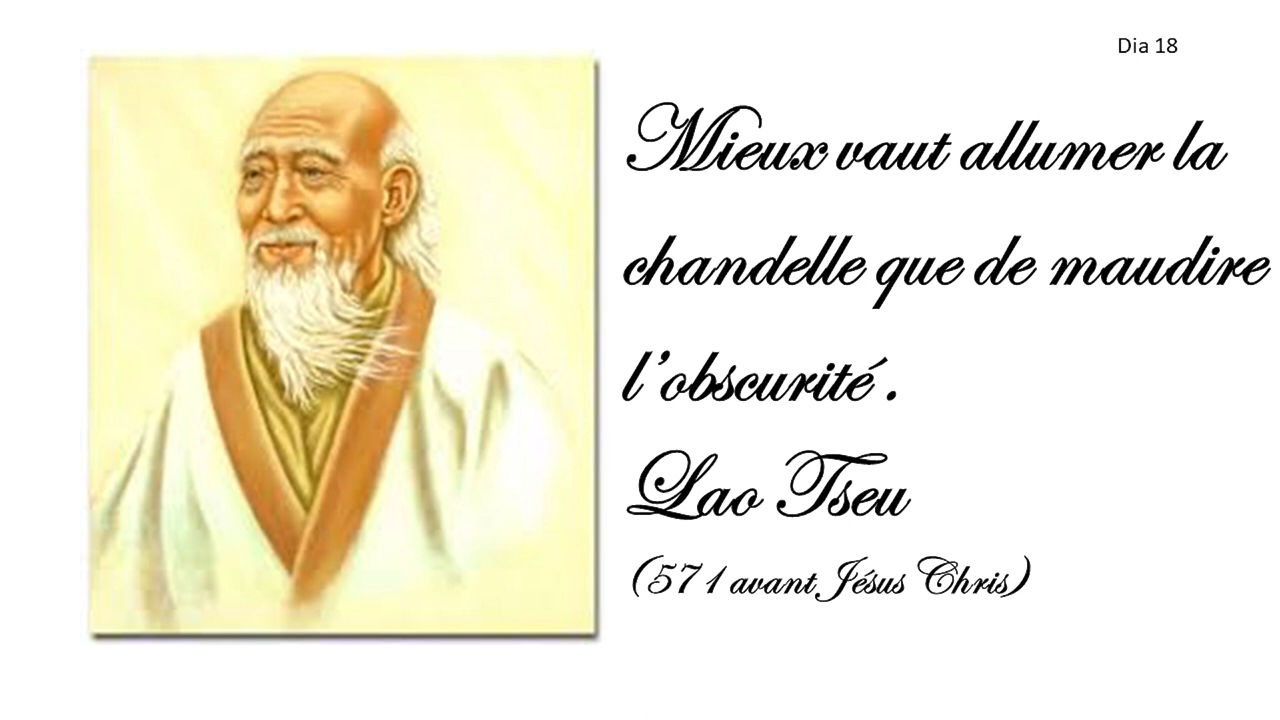 Dia 18
Mieux vaut allumer la
chandelle que de maudire
l'obscurité .
Lao Tseu
(571 avant Jésus Chris)